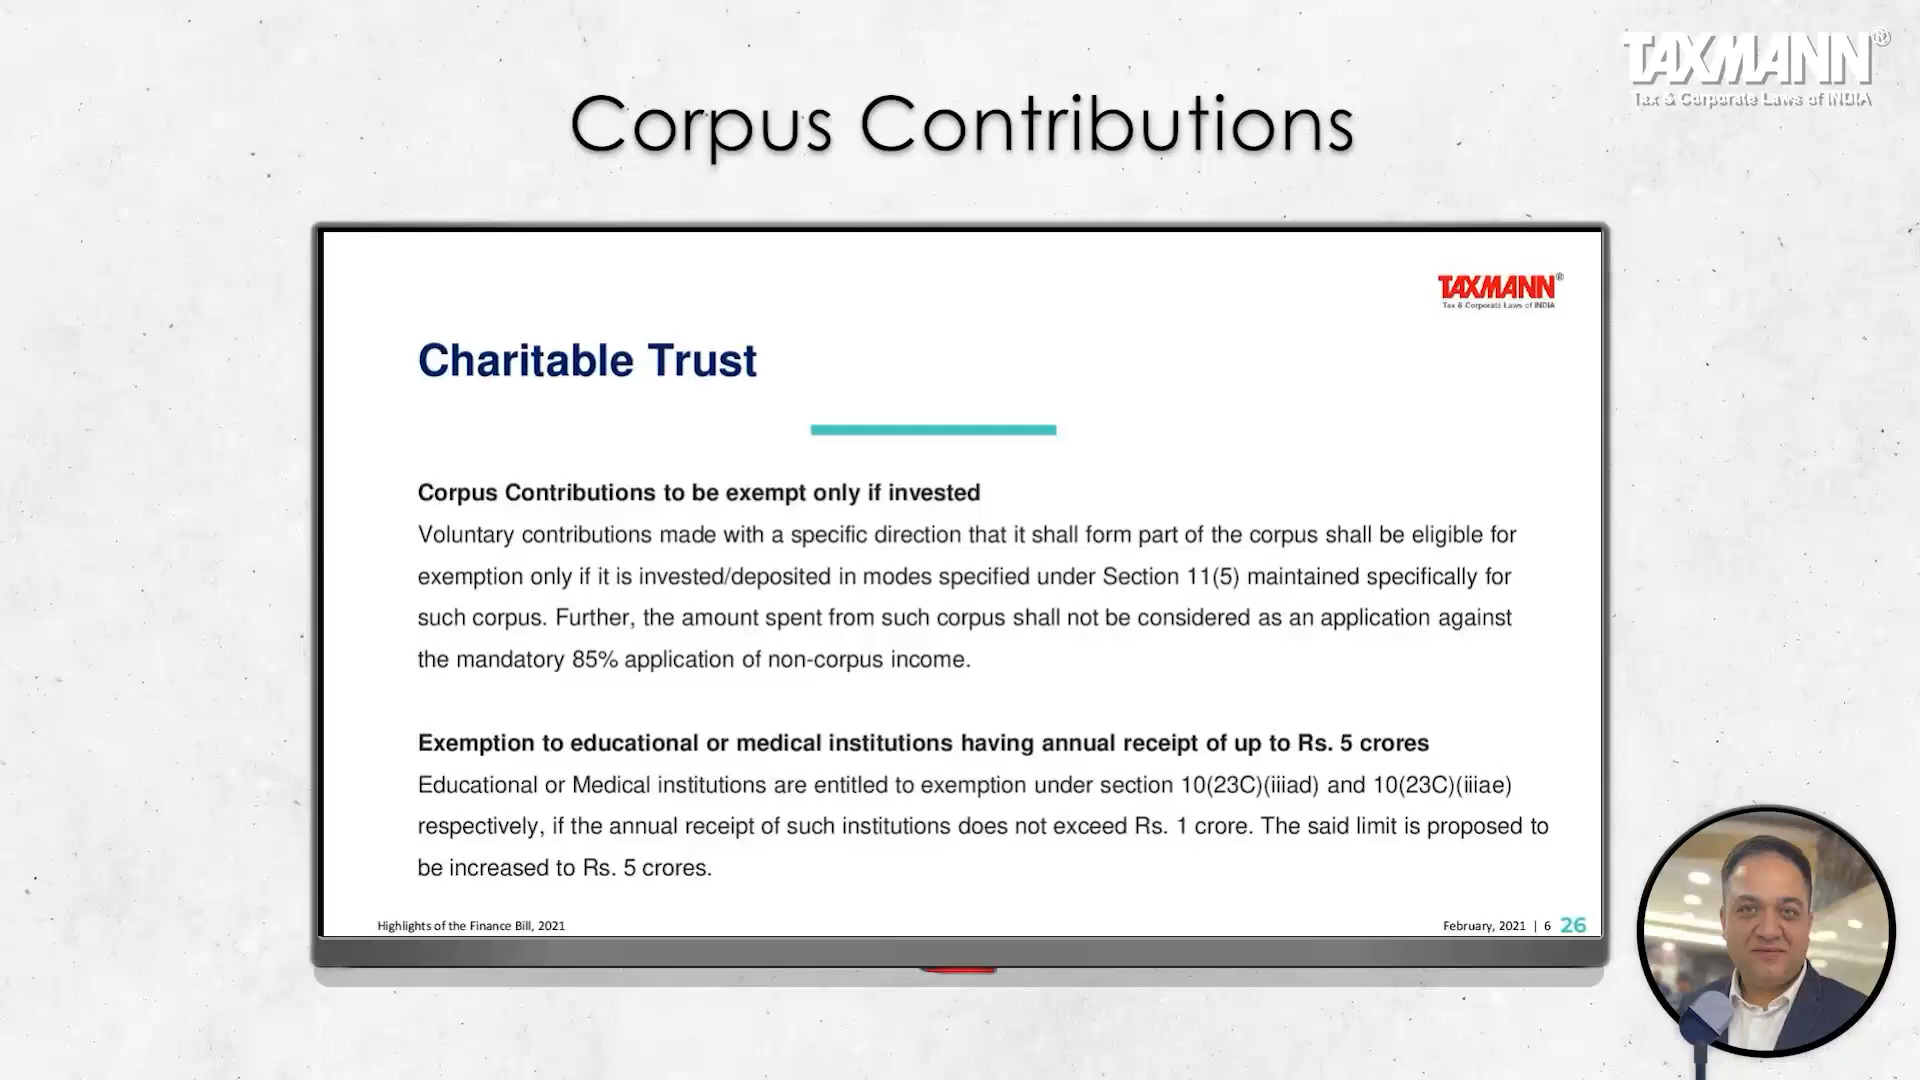 TAXMANN®
Tax & Corporate Laws of INDIA
Corpus Contributions
TAXMANN®
Tax & Corporate Laws of INDIA
Charitable Trust
Corpus Contributions to be exempt only if invested
Voluntary contributions made with a specific direction that it shall form part of the corpus shall be eligible for
exemption only if it is invested/deposited in modes specified under Section 11(5) maintained specifically for
such corpus. Further, the amount spent from such corpus shall not be considered as an application against
the mandatory 85% application of non-corpus income.
Exemption to educational or medical institutions having annual receipt of up to Rs. 5 crores
Educational or Medical institutions are entitled to exemption under section 10(23C)(iiiad) and 10(23C)(iiiae)
respectively, if the annual receipt of such institutions does not exceed Rs. 1 crore. The said limit is proposed to
be increased to Rs. 5 crores.
Highlights of the Finance Bill, 2021
February, 2021 | 6 26